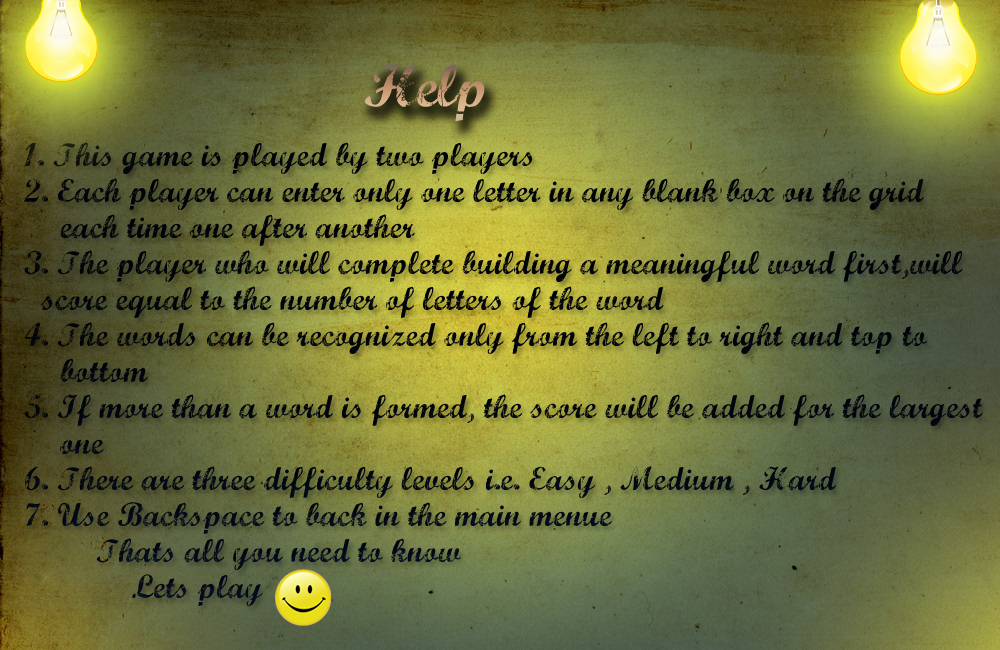 Help
1. This game is played by two players
2. Each player can enter only one letter in any blank box on the grid
each time one after another
3. The player who will complete building a meaningful word first,will
score equal to the number of letters of the word
4. The words can be recognized only from the left to right and top to
bottom
5. If more than a word is formed, the score will be added for the largest
one
6. There are three difficulty levels i.e. Easy , Medium , Hard
7. Use Backspace to back in the main menue
Thats all you need to know
.Lets play